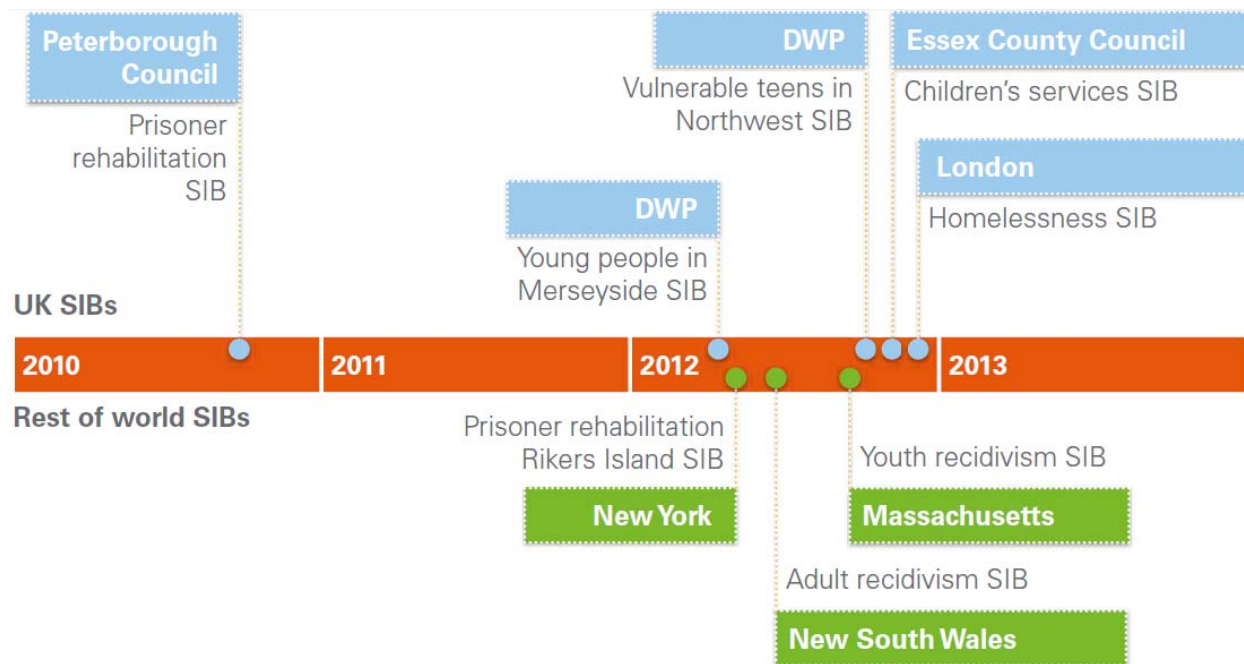 Peterborough
Council
Prisoner
rehabilitation
SIB
DWP
Vulnerable teens in
Northwest SIB
Essex County Council
Children’s services SIB
London
Homelessness SIB
DWP
Young people in
Merseyside SIB
UK SIBs
2010
2011
2012
2013
Rest of world SIBs
Prisoner rehabilitation
Rikers Island SIB
New York
Youth recidivism SIB
Massachusetts
Adult recidivism SIB
New South Wales